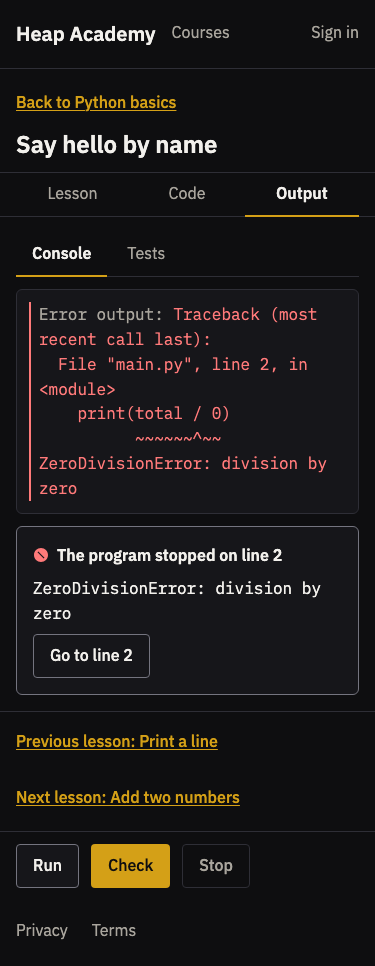 Heap Academy Courses Sign in
Back to Python basics
Say hello by name
Lesson Code Output
Console Tests
Error output: Traceback (most
recent call last):
  File "main.py", line 2, in
<module>
    print(total / 0)
          ~~~~~~^~~
ZeroDivisionError: division by
zero
The program stopped on line 2
ZeroDivisionError: division by
zero
Go to line 2
Previous lesson: Print a line
Next lesson: Add two numbers
Run Check Stop
Privacy Terms